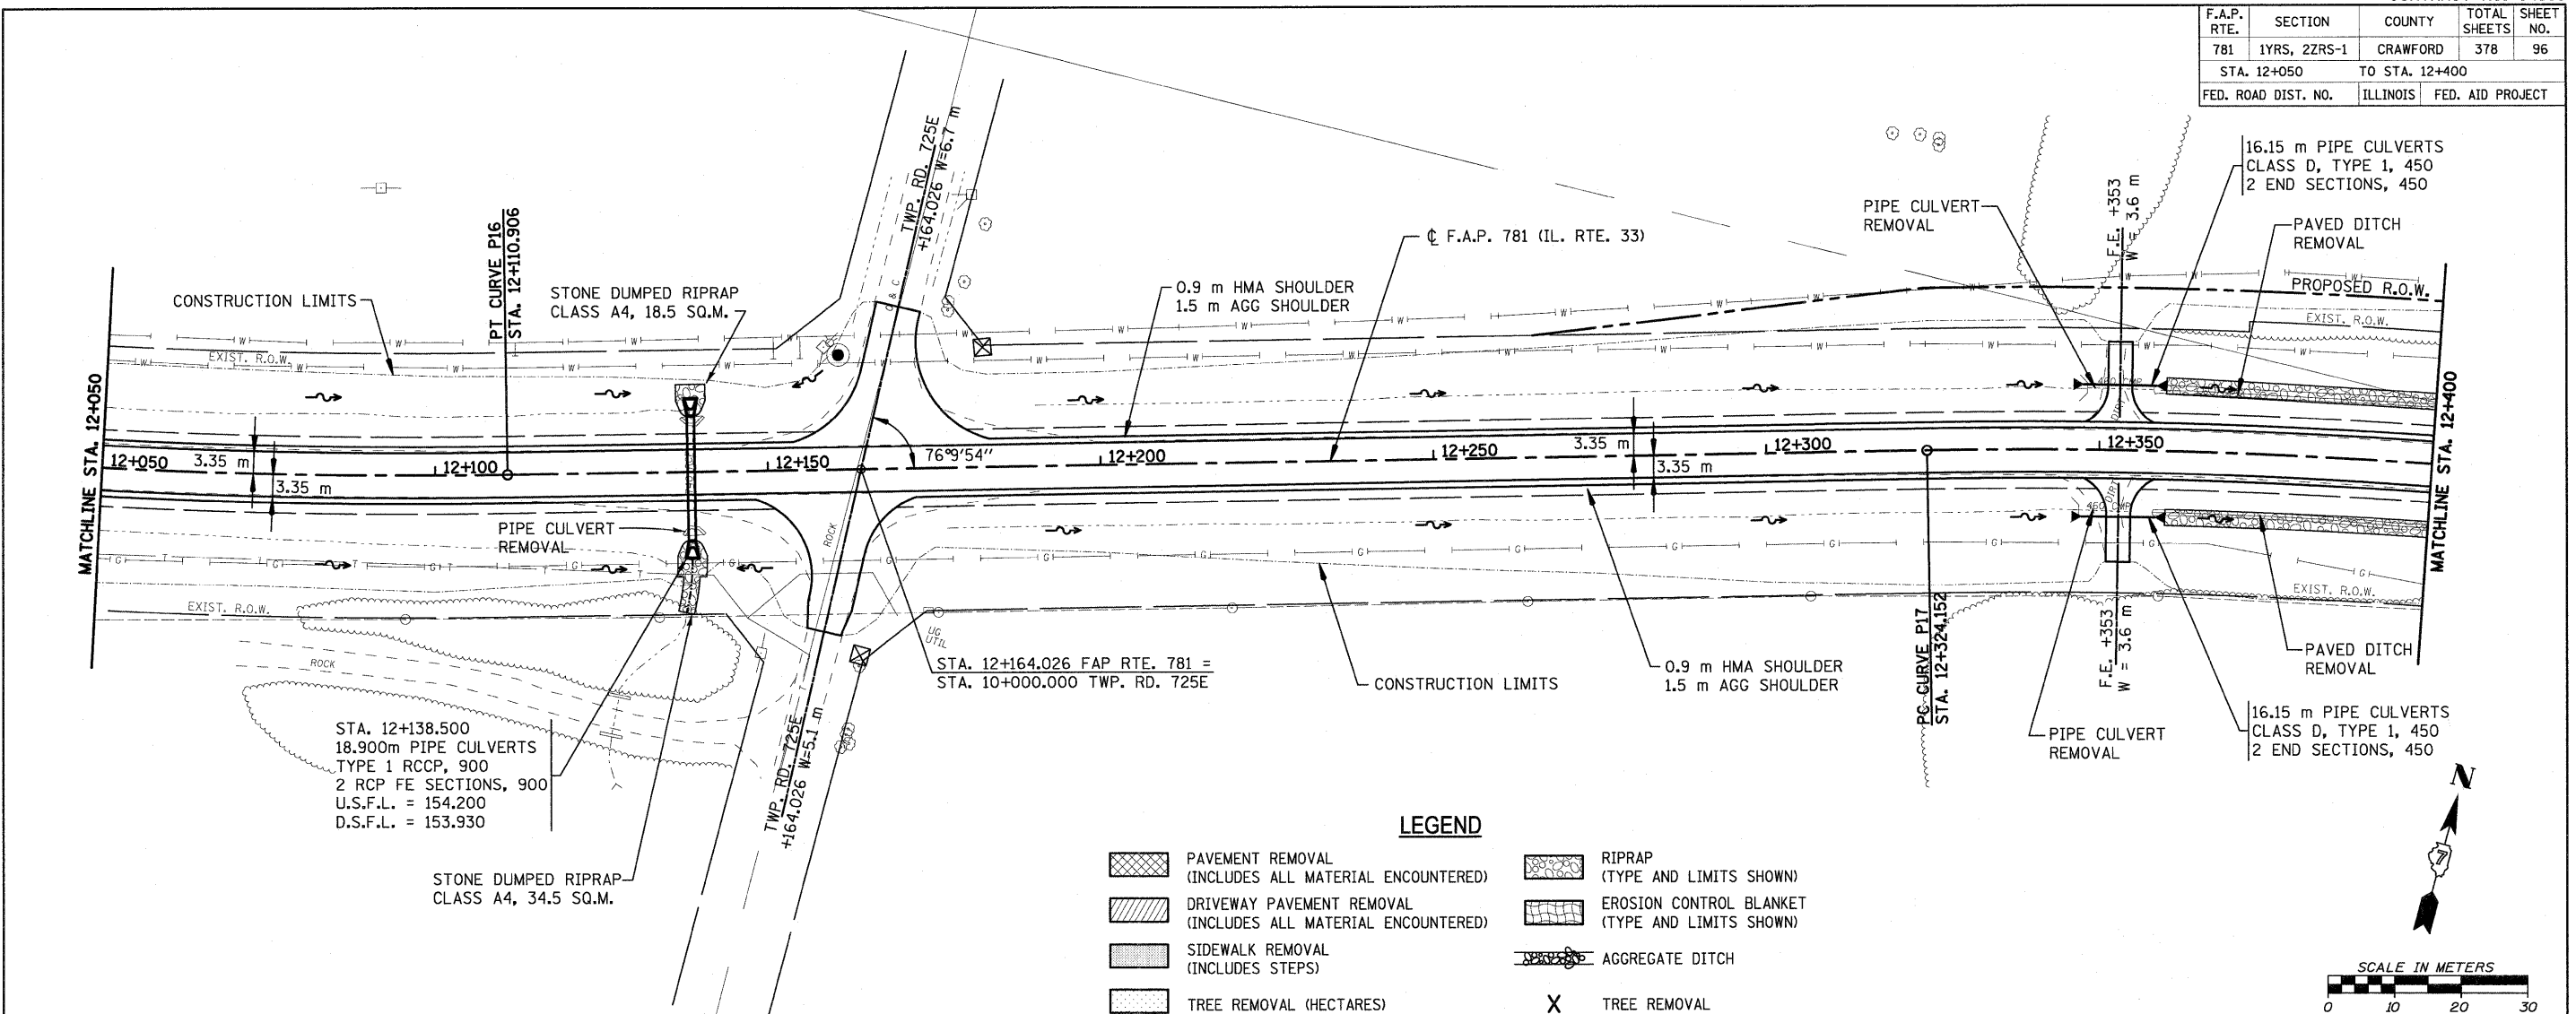 F.A.P. RTE. SECTION COUNTY TOTAL SHEETS SHEET NO.
781 1YRS, 2ZRS-1 CRAWFORD 378 96
STA. 12+050 TO STA. 12+400
FED. ROAD DIST. NO. ILLINOIS FED. AID PROJECT
16.15 m PIPE CULVERTS
CLASS D, TYPE 1, 450
2 END SECTIONS, 450
PIPE CULVERT
REMOVAL
F.E. +353
W = 3.6 m
PAVED DITCH
REMOVAL
TWP. RD. 725E
+164.026 W=6.7 m
PT CURVE P16
STA. 12+110.906
℄ F.A.P. 781 (IL. RTE. 33)
CONSTRUCTION LIMITS
STONE DUMPED RIPRAP
CLASS A4, 18.5 SQ.M.
0.9 m HMA SHOULDER
1.5 m AGG SHOULDER
PROPOSED R.O.W.
EXIST. R.O.W.
EXIST. R.O.W.
W W W W W W
O & C
MATCHLINE STA. 12+050
MATCHLINE STA. 12+400
12+050 12+100 12+150 12+200 12+250 12+300 12+350
3.35 m
3.35 m
76°9'54''
3.35 m
3.35 m
DIRT
DIRT
450 CMP
450 CMP
PIPE CULVERT
REMOVAL
ROCK
G T G T T G G G G G G G G G G
EXIST. R.O.W.
EXIST. R.O.W.
UG
UTIL
ROCK
STA. 12+164.026 FAP RTE. 781 =
STA. 10+000.000 TWP. RD. 725E
CONSTRUCTION LIMITS
0.9 m HMA SHOULDER
1.5 m AGG SHOULDER
PC CURVE P17
STA. 12+324.152
F.E. +353
W = 3.6 m
PAVED DITCH
REMOVAL
PIPE CULVERT
REMOVAL
16.15 m PIPE CULVERTS
CLASS D, TYPE 1, 450
2 END SECTIONS, 450
STA. 12+138.500
18.900m PIPE CULVERTS
TYPE 1 RCCP, 900
2 RCP FE SECTIONS, 900
U.S.F.L. = 154.200
D.S.F.L. = 153.930
TWP. RD. 725E
+164.026 W=5.1 m
STONE DUMPED RIPRAP
CLASS A4, 34.5 SQ.M.
LEGEND
PAVEMENT REMOVAL
(INCLUDES ALL MATERIAL ENCOUNTERED)
DRIVEWAY PAVEMENT REMOVAL
(INCLUDES ALL MATERIAL ENCOUNTERED)
SIDEWALK REMOVAL
(INCLUDES STEPS)
TREE REMOVAL (HECTARES)
RIPRAP
(TYPE AND LIMITS SHOWN)
EROSION CONTROL BLANKET
(TYPE AND LIMITS SHOWN)
AGGREGATE DITCH
X TREE REMOVAL
N
7
SCALE IN METERS
0 10 20 30